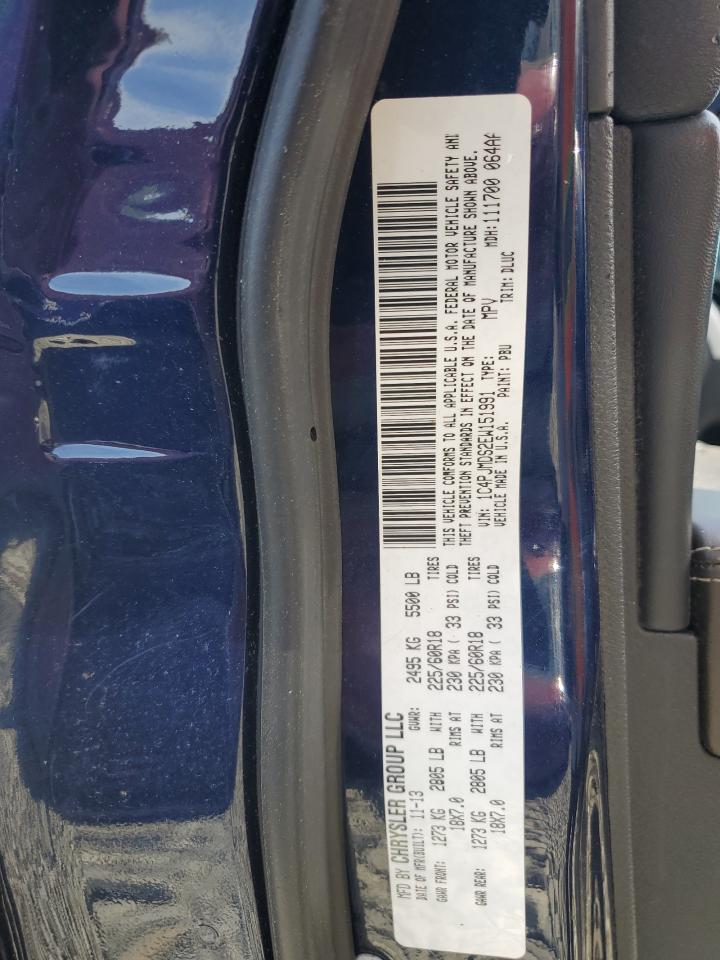 MFD BY CHRYSLER GROUP LLC
DATE OF MFR(BUILT): 11-13 GVWR: 2495 KG 5500 LB
GAWR FRONT: 1273 KG 2805 LB WITH 225/60R18 TIRES
18X7.0 RIMS AT 230 KPA ( 33 PSI) COLD
GAWR REAR: 1273 KG 2805 LB WITH 225/60R18 TIRES
18X7.0 RIMS AT 230 KPA ( 33 PSI) COLD
THIS VEHICLE CONFORMS TO ALL APPLICABLE U.S.A. FEDERAL MOTOR VEHICLE SAFETY AND
THEFT PREVENTION STANDARDS IN EFFECT ON THE DATE OF MANUFACTURE SHOWN ABOVE.
VIN: 1C4PJMDS2EW151991 TYPE: MPV MDH:111700 064AA
VEHICLE MADE IN U.S.A. PAINT: PBU TRIM: DLUC